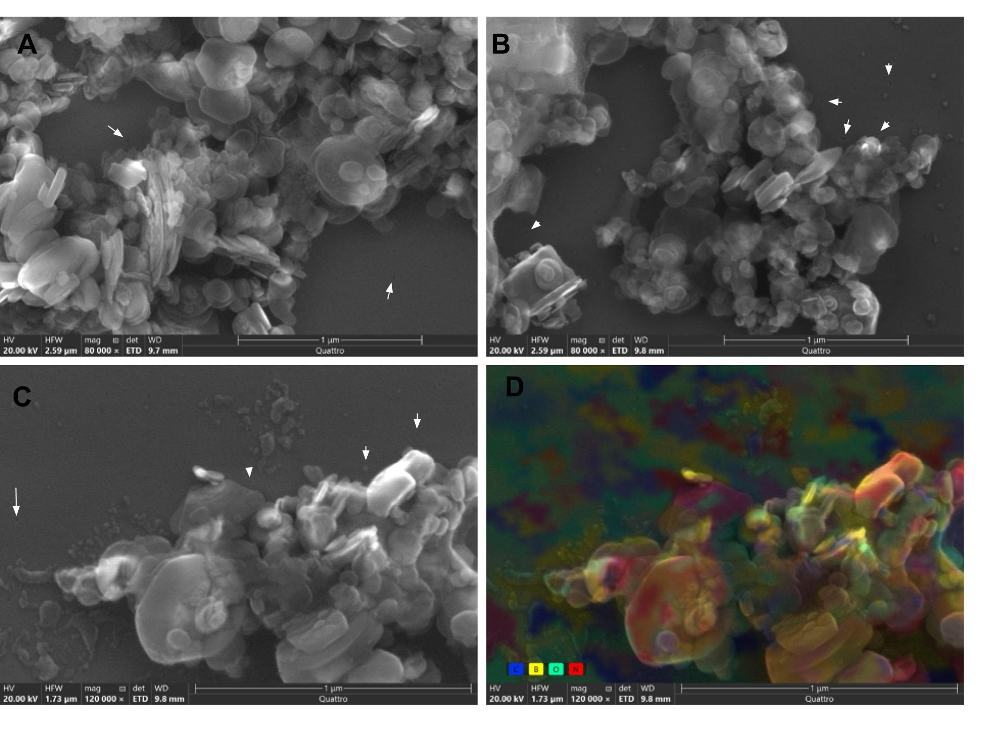 A
HV HFW mag det WD 1 µm
20.00 kV 2.59 µm 80 000 × ETD 9.7 mm Quattro
B
HV HFW mag det WD 1 µm
20.00 kV 2.59 µm 80 000 × ETD 9.8 mm Quattro
C
HV HFW mag det WD 1 µm
20.00 kV 1.73 µm 120 000 × ETD 9.8 mm Quattro
D
C B O N
HV HFW mag det WD 1 µm
20.00 kV 1.73 µm 120 000 × ETD 9.8 mm Quattro